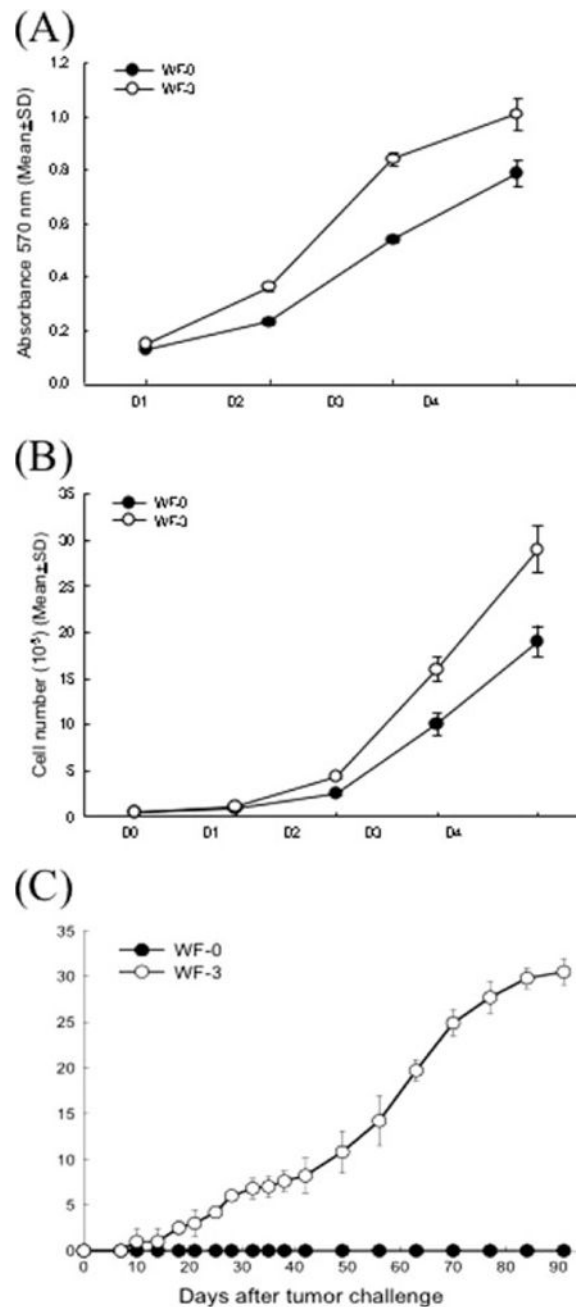 (A)
WF-0
WF-3
Absorbance 570 nm (Mean±SD)
1.2
1.0
0.8
0.6
0.4
0.2
0.0
D1 D2 D3 D4
(B)
WF-0
WF-3
Cell number (10⁵) (Mean±SD)
35
30
25
20
15
10
5
0
D0 D1 D2 D3 D4
(C)
WF-0
WF-3
35
30
25
20
15
10
5
0
0 10 20 30 40 50 60 70 80 90
Days after tumor challenge